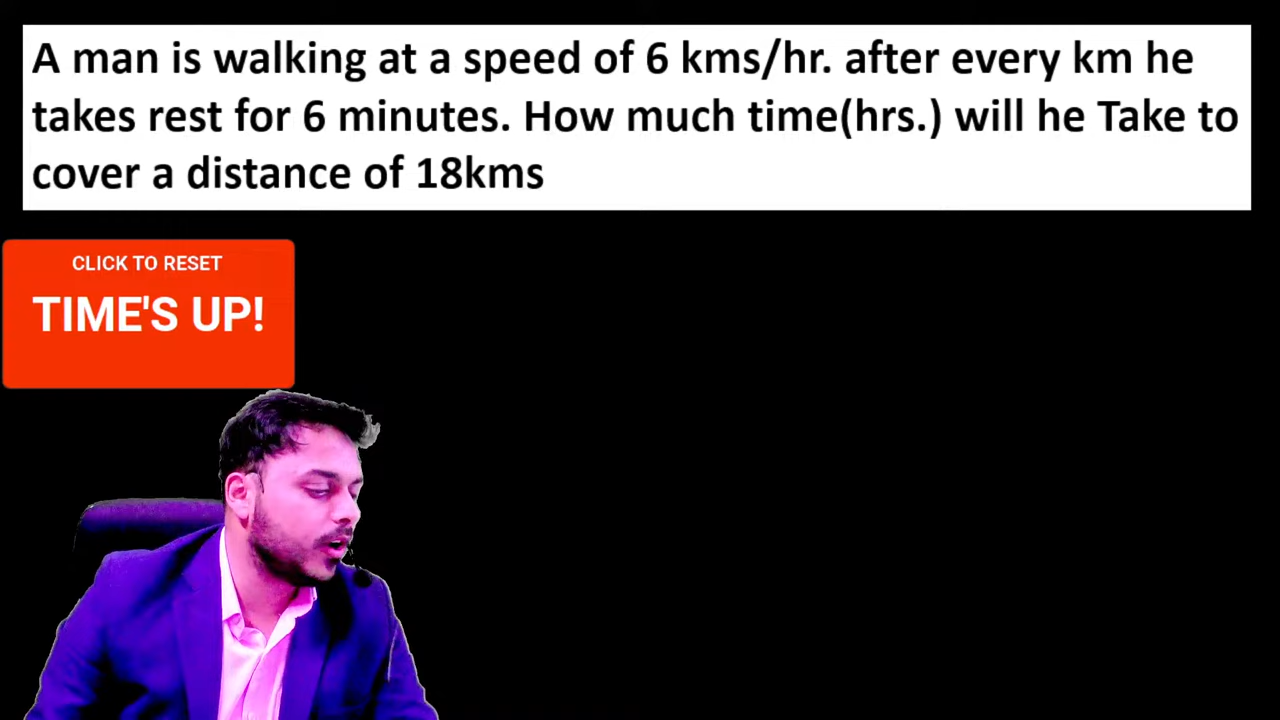 A man is walking at a speed of 6 kms/hr. after every km he
takes rest for 6 minutes. How much time(hrs.) will he Take to
cover a distance of 18kms
CLICK TO RESET
TIME'S UP!